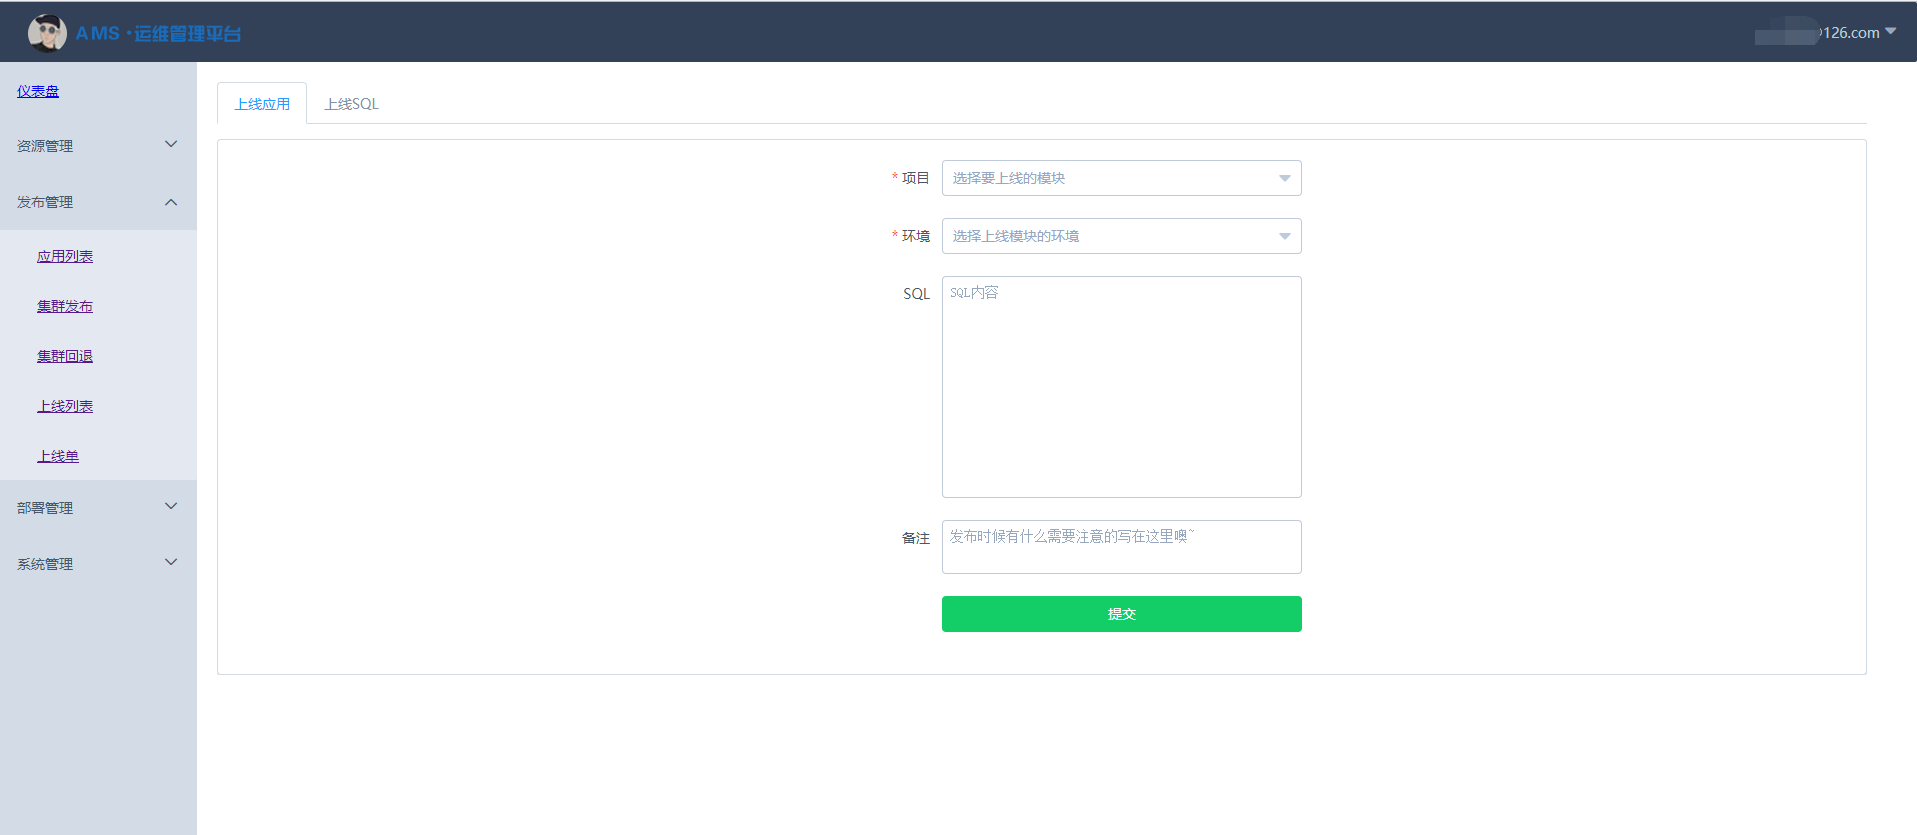 AMS·运维管理平台
@126.com
仪表盘
资源管理
发布管理
应用列表
集群发布
集群回退
上线列表
上线单
部署管理
系统管理
上线应用 上线SQL
* 项目 选择要上线的模块
* 环境 选择上线模块的环境
SQL SQL内容
备注 发布时候有什么需要注意的写在这里噢~
提交